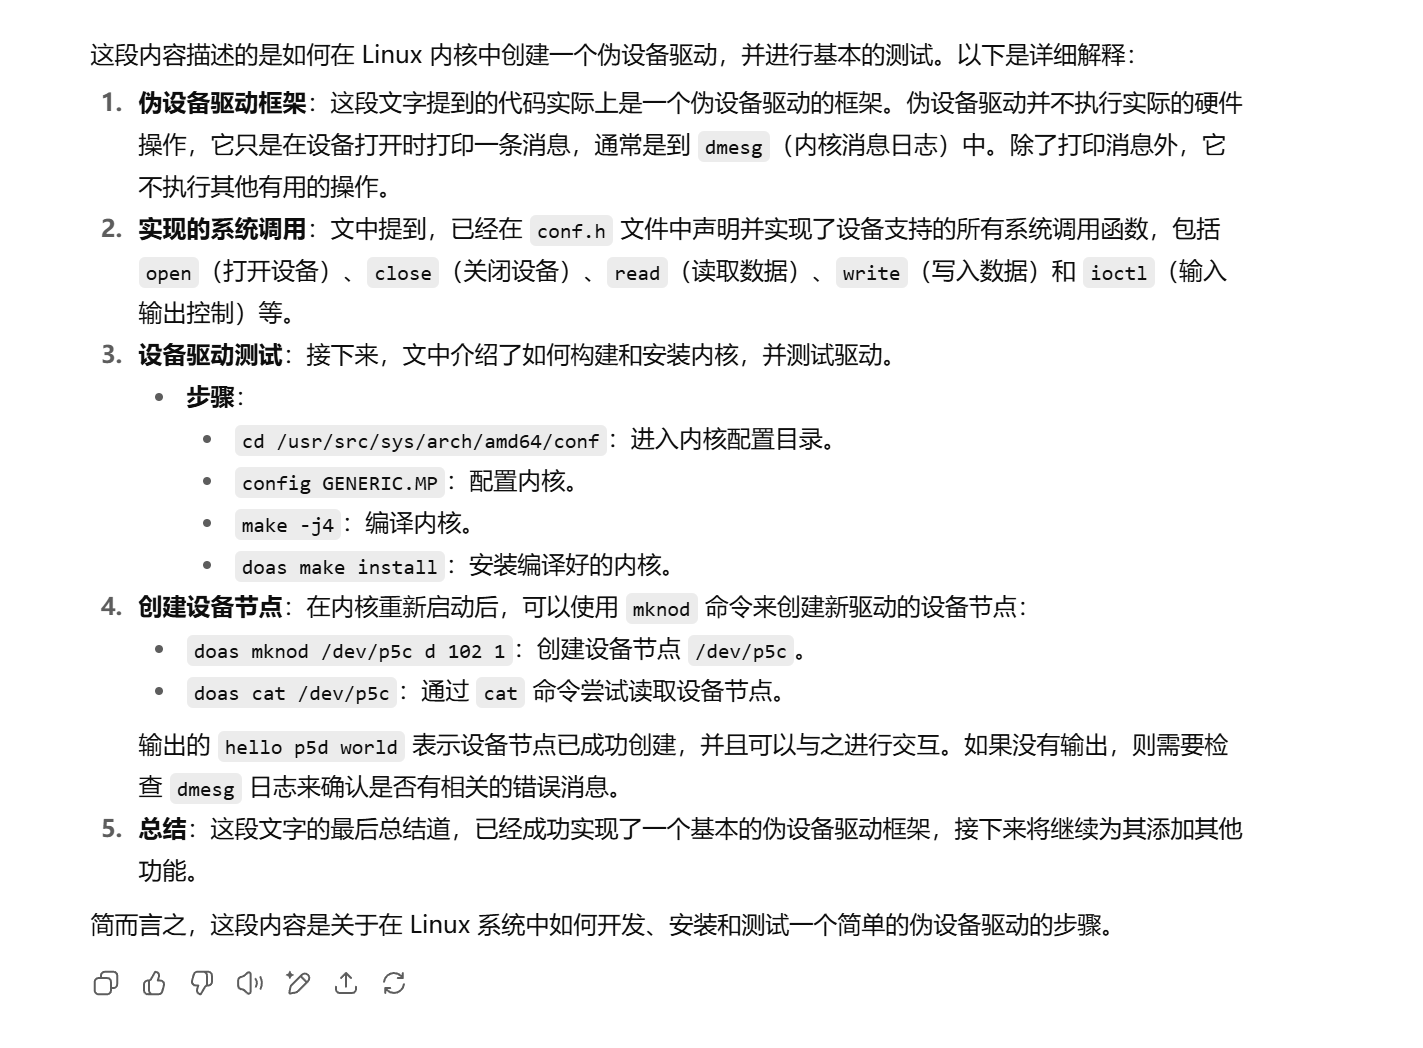 这段内容描述的是如何在 Linux 内核中创建一个伪设备驱动，并进行基本的测试。以下是详细解释：
1. 伪设备驱动框架：这段文字提到的代码实际上是一个伪设备驱动的框架。伪设备驱动并不执行实际的硬件
操作，它只是在设备打开时打印一条消息，通常是到 dmesg（内核消息日志）中。除了打印消息外，它
不执行其他有用的操作。
2. 实现的系统调用：文中提到，已经在 conf.h 文件中声明并实现了设备支持的所有系统调用函数，包括
open（打开设备）、close（关闭设备）、read（读取数据）、write（写入数据）和 ioctl（输入
输出控制）等。
3. 设备驱动测试：接下来，文中介绍了如何构建和安装内核，并测试驱动。
• 步骤：
• cd /usr/src/sys/arch/amd64/conf：进入内核配置目录。
• config GENERIC.MP：配置内核。
• make -j4：编译内核。
• doas make install：安装编译好的内核。
4. 创建设备节点：在内核重新启动后，可以使用 mknod 命令来创建新驱动的设备节点：
• doas mknod /dev/p5c d 102 1：创建设备节点 /dev/p5c。
• doas cat /dev/p5c：通过 cat 命令尝试读取设备节点。
输出的 hello p5d world 表示设备节点已成功创建，并且可以与之进行交互。如果没有输出，则需要检
查 dmesg 日志来确认是否有相关的错误消息。
5. 总结：这段文字的最后总结道，已经成功实现了一个基本的伪设备驱动框架，接下来将继续为其添加其他
功能。
简而言之，这段内容是关于在 Linux 系统中如何开发、安装和测试一个简单的伪设备驱动的步骤。